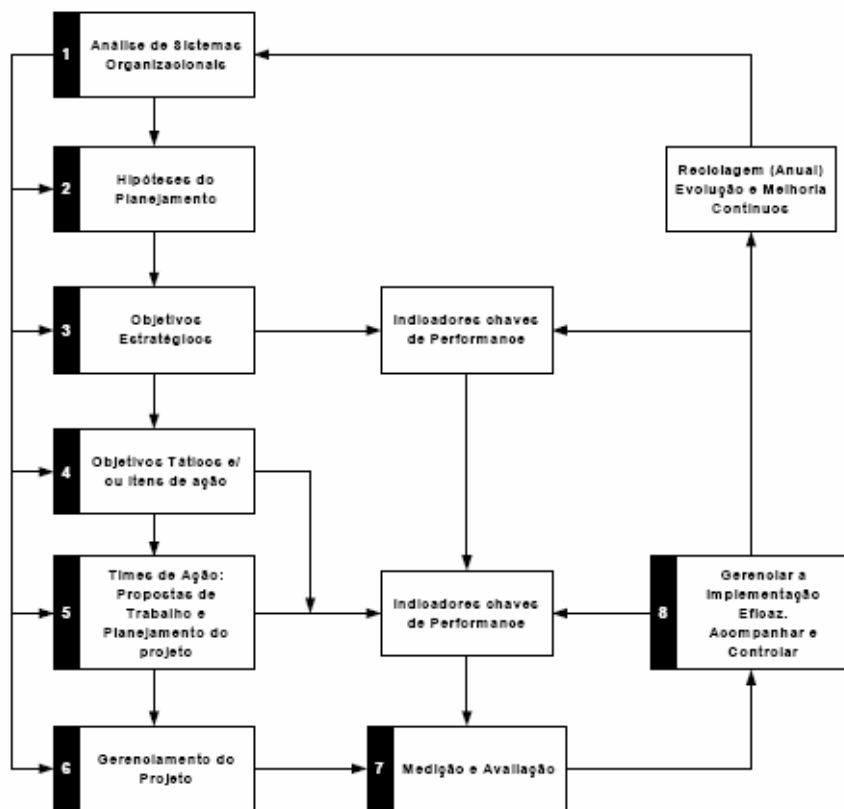 1
Análise de Sistemas
Organizacionais
2
Hipóteses do
Planejamento
Reciclagem (Anual)
Evolução e Melhoria
Contínuos
3
Objetivos
Estratégicos
Indicadores chaves
de Performance
4
Objetivos Táticos e/
ou itens de ação
5
Times de Ação:
Propostas de
Trabalho e
Planejamento do
projeto
Indicadores chaves
de Performance
8
Gerenciar a
Implementação
Eficaz.
Acompanhar e
Controlar
6
Gerenciamento do
Projeto
7
Medição e Avaliação